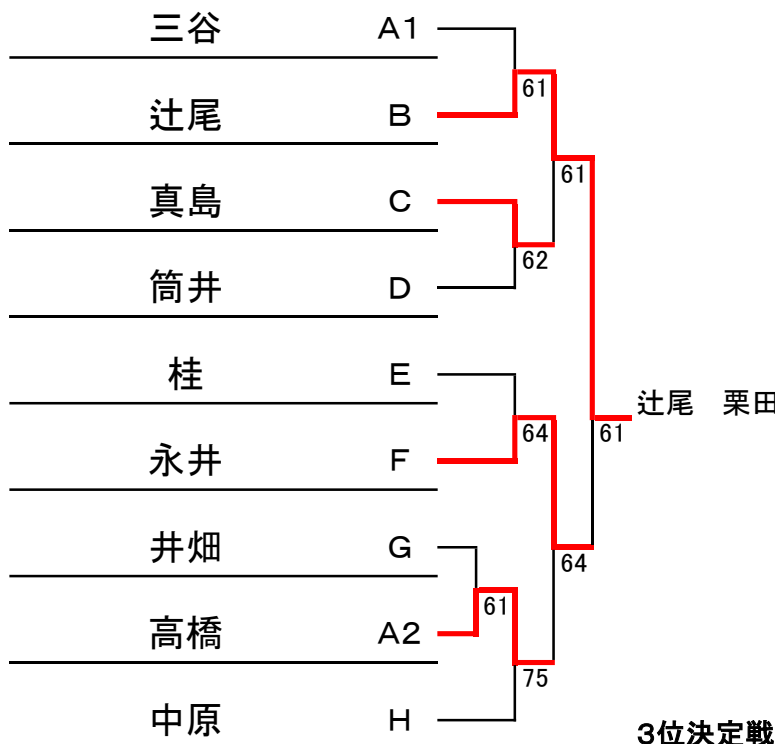 三谷 A1
61
辻尾 B
61
真島 C
62
筒井 D
桂 E
辻尾 栗田
64
61
永井 F
井畑 G
64
61
高橋 A2
75
中原 H
3位決定戦